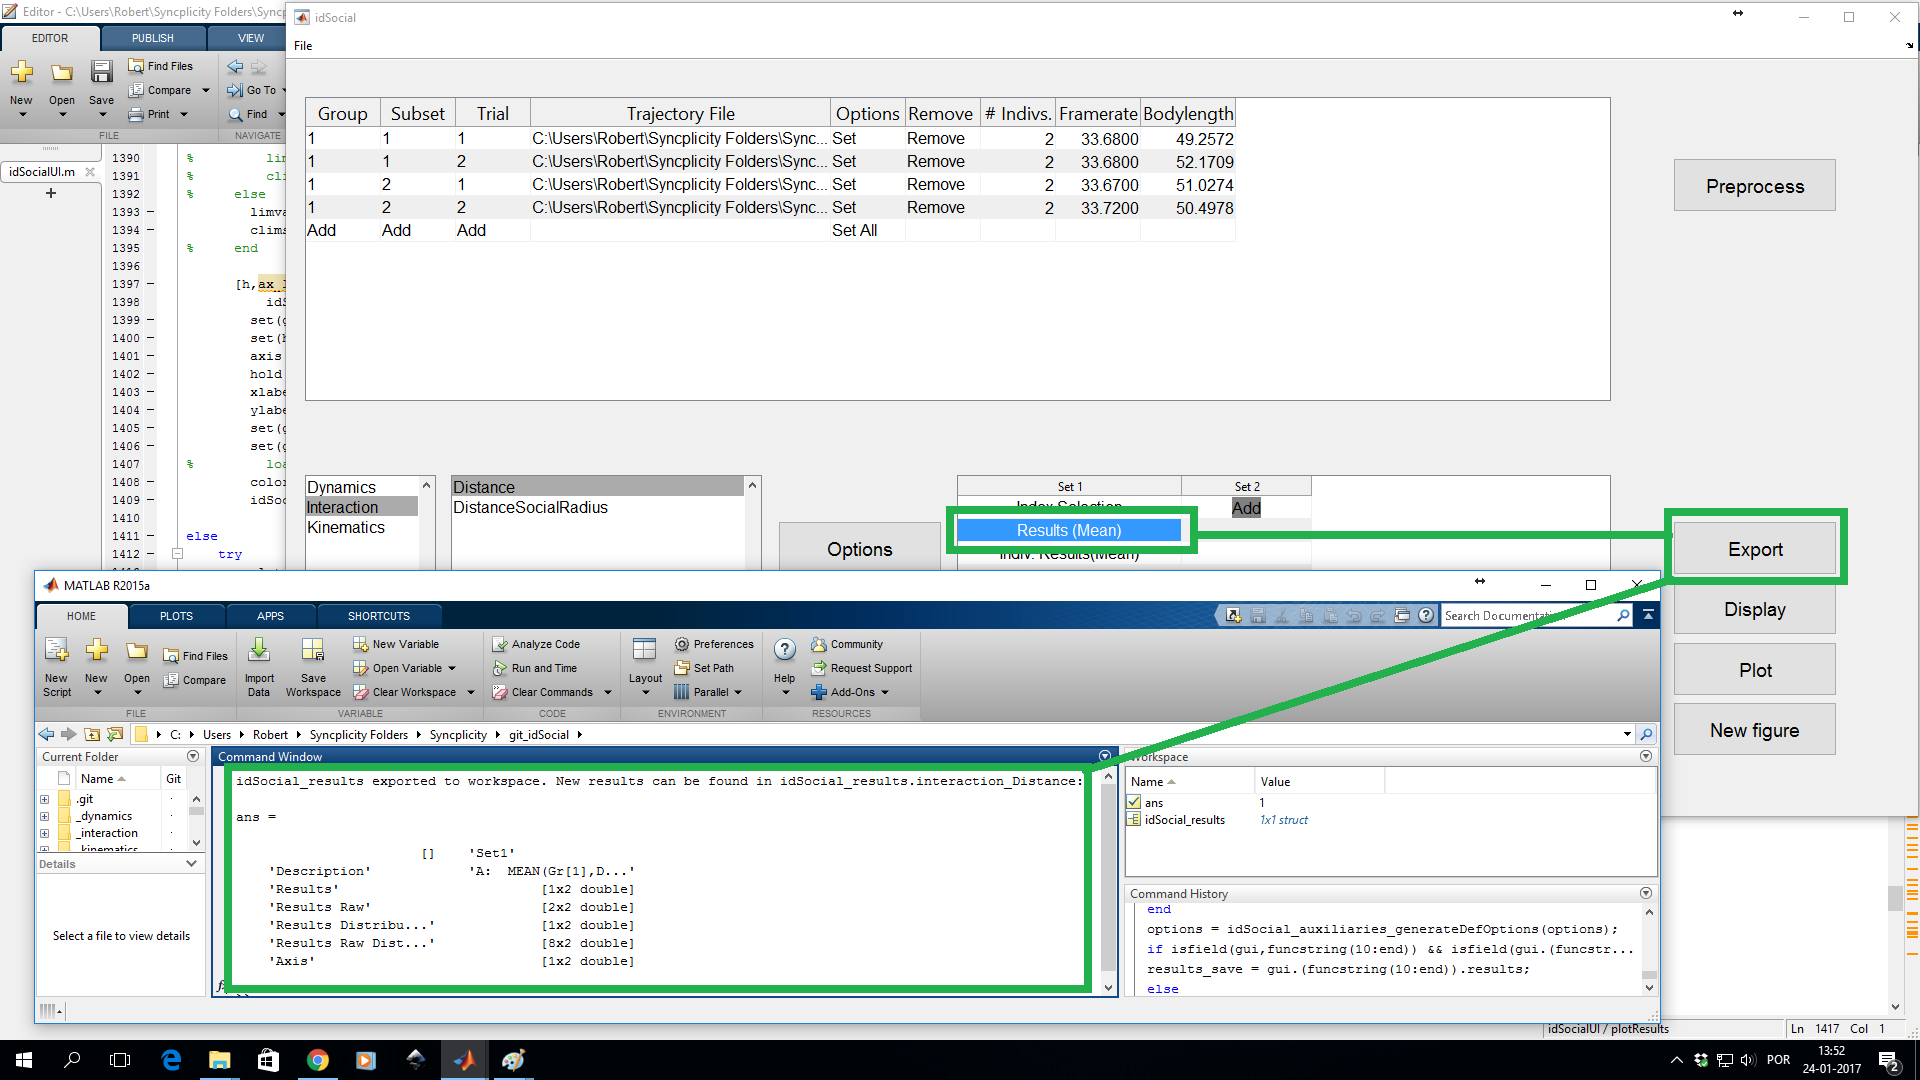 Editor - C:\Users\Robert\Syncplicity Folders\Syncp
EDITOR PUBLISH VIEW
New Open Save
Find Files
Compare
Print
Go To
Find
FILE NAVIGATE
idSocialUI.m
1390 % lim
1391 % cli
1392 % else
1393 limva
1394 clims
1395 % end
1396
1397 [h,ax_
1398 idS
1399 set(g
1400 set(h
1401 axis
1402 hold
1403 xlabe
1404 ylabe
1405 set(g
1406 set(g
1407 % loa
1408 color
1409 idSoc
1410
1411 else
1412 try
idSocial
File
Group Subset Trial Trajectory File Options Remove # Indivs. Framerate Bodylength
1 1 1 C:\Users\Robert\Syncplicity Folders\Sync... Set Remove 2 33.6800 49.2572
1 1 2 C:\Users\Robert\Syncplicity Folders\Sync... Set Remove 2 33.6800 52.1709
1 2 1 C:\Users\Robert\Syncplicity Folders\Sync... Set Remove 2 33.6700 51.0274
1 2 2 C:\Users\Robert\Syncplicity Folders\Sync... Set Remove 2 33.7200 50.4978
Add Add Add Set All
Preprocess
Dynamics
Interaction
Kinematics
Distance
DistanceSocialRadius
Options
Set 1 Set 2
Index Selection Add
Results (Mean)
Indiv. Results(Mean)
Export
Display
Plot
New figure
MATLAB R2015a
HOME PLOTS APPS SHORTCUTS
Search Documentation
New Script
New
Open
Find Files
Compare
Import Data
Save Workspace
New Variable
Open Variable
Clear Workspace
Analyze Code
Run and Time
Clear Commands
Layout
Preferences
Set Path
Parallel
Help
Community
Request Support
Add-Ons
FILE VARIABLE CODE ENVIRONMENT RESOURCES
C: Users Robert Syncplicity Folders Syncplicity git_idSocial
Current Folder
Name Git
.git
_dynamics
_interaction
_kinematics
Details
Select a file to view details
Command Window
idSocial_results exported to workspace. New results can be found in idSocial_results.interaction_Distance:
ans =
[] 'Set1'
'Description' 'A: MEAN(Gr[1],D...'
'Results' [1x2 double]
'Results Raw' [2x2 double]
'Results Distribu...' [1x2 double]
'Results Raw Dist...' [8x2 double]
'Axis' [1x2 double]
Workspace
Name Value
ans 1
idSocial_results 1x1 struct
Command History
end
options = idSocial_auxiliaries_generateDefOptions(options);
if isfield(gui,funcstring(10:end)) && isfield(gui.(funcstr...
results_save = gui.(funcstring(10:end)).results;
else
idSocialUI / plotResults Ln 1417 Col 1
POR
13:52
24-01-2017
2